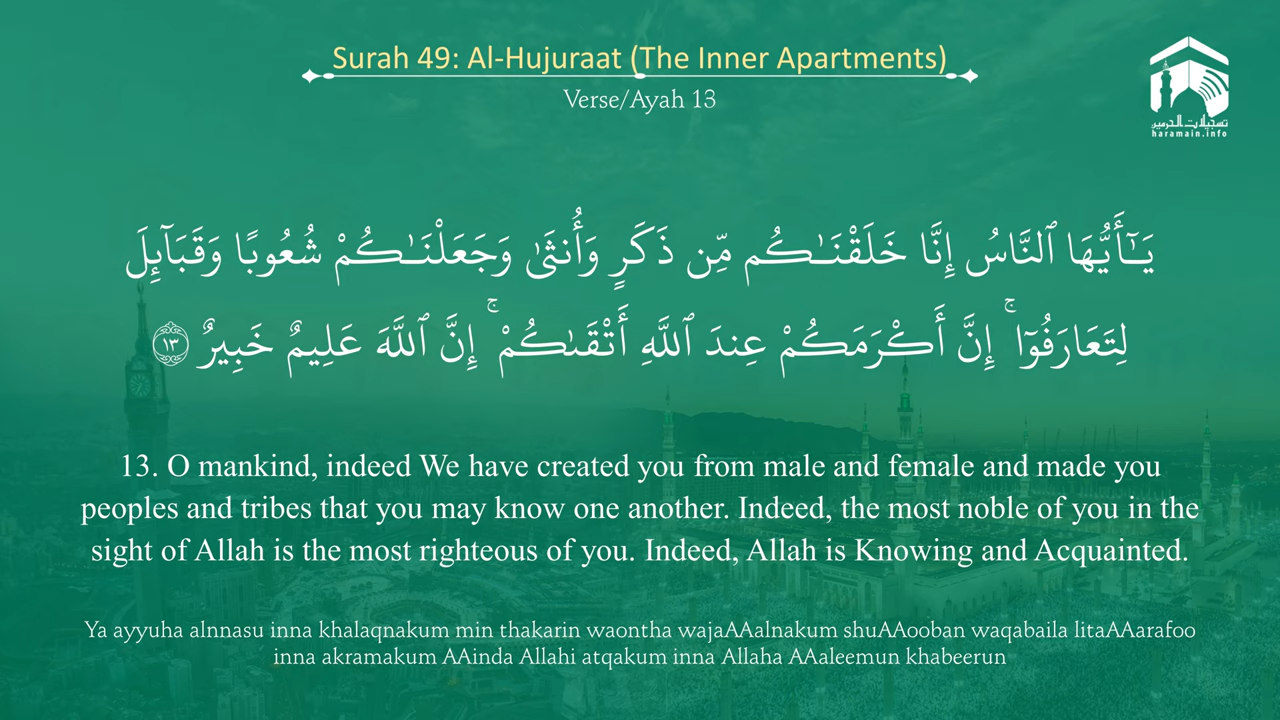 Surah 49: Al-Hujuraat (The Inner Apartments)
Verse/Ayah 13
تسجيلات الحرمين
haramain.info
يَـٰٓأَيُّهَا ٱلنَّاسُ إِنَّا خَلَقْنَـٰكُم مِّن ذَكَرٍ وَأُنثَىٰ وَجَعَلْنَـٰكُمْ شُعُوبًا وَقَبَآئِلَ
لِتَعَارَفُوٓا۟ ۚ إِنَّ أَكْرَمَكُمْ عِندَ ٱللَّهِ أَتْقَىٰكُمْ ۚ إِنَّ ٱللَّهَ عَلِيمٌ خَبِيرٌ ١٣
13. O mankind, indeed We have created you from male and female and made you
peoples and tribes that you may know one another. Indeed, the most noble of you in the
sight of Allah is the most righteous of you. Indeed, Allah is Knowing and Acquainted.
Ya ayyuha alnnasu inna khalaqnakum min thakarin waontha wajaAAalnakum shuAAooban waqabaila litaAAarafoo
inna akramakum AAinda Allahi atqakum inna Allaha AAaleemun khabeerun